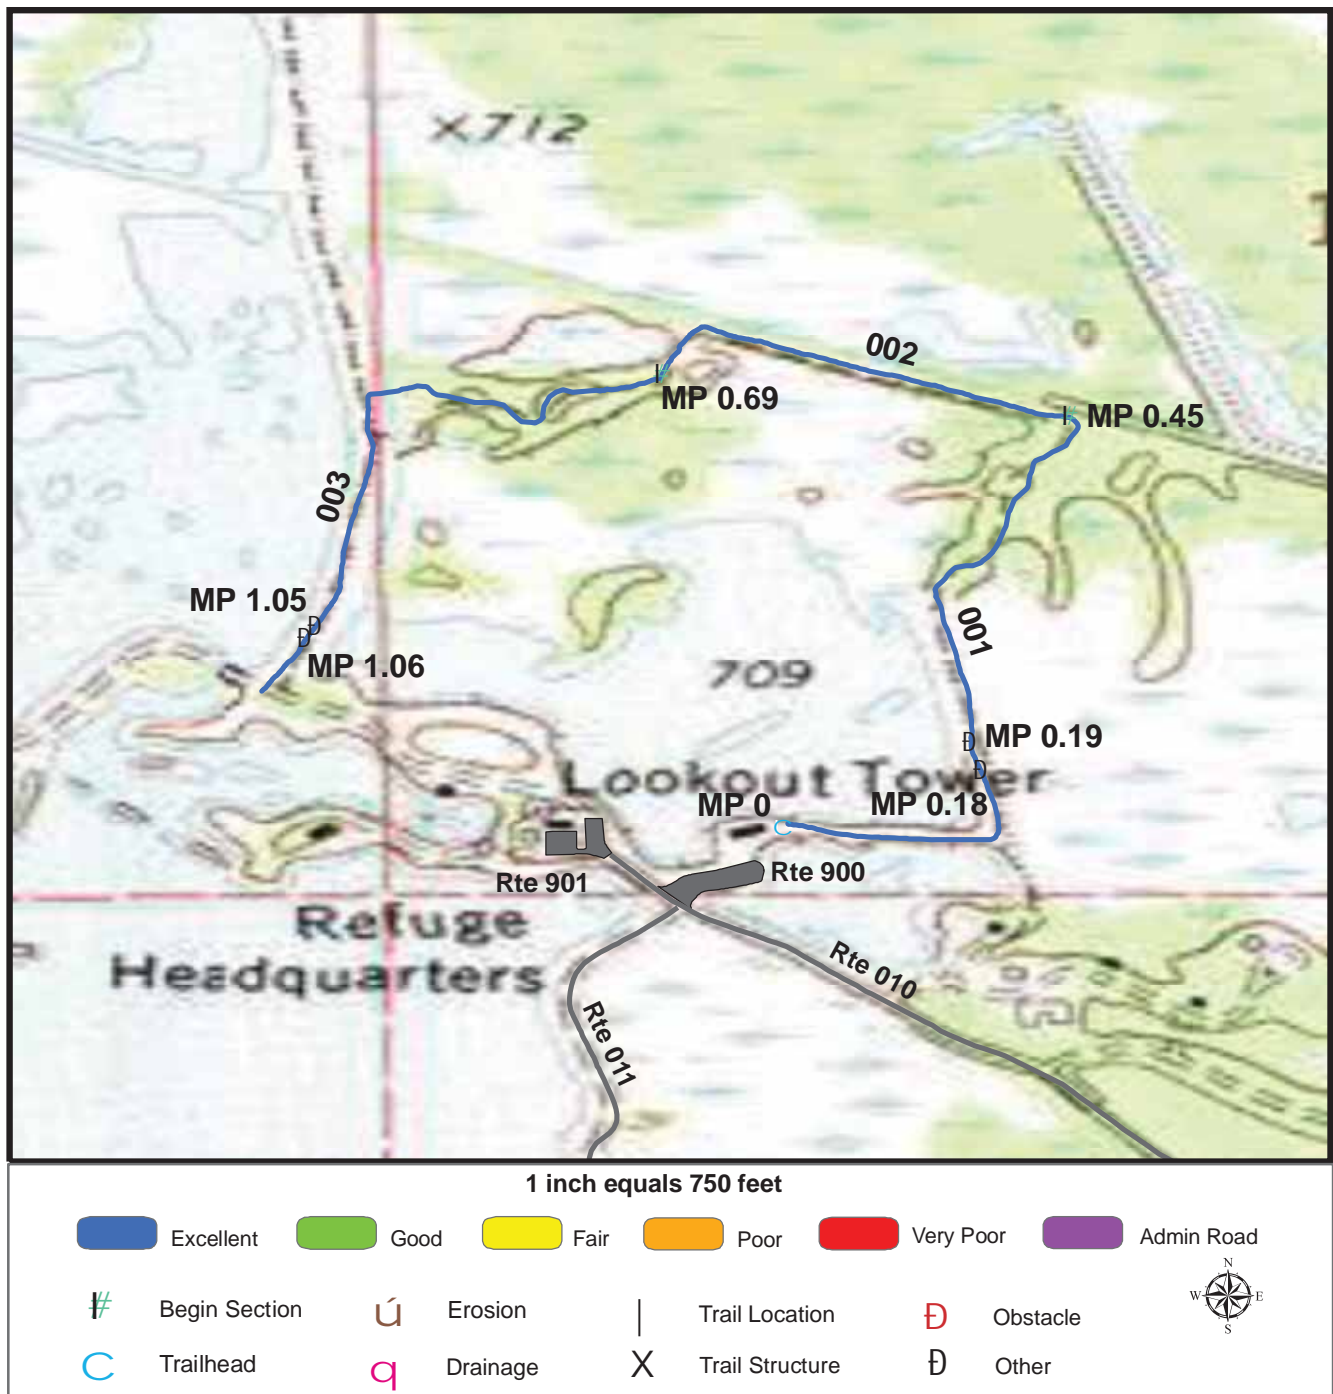 X712
002
MP 0.69
MP 0.45
003
MP 1.05
Đ
Đ
MP 1.06
001
709
Đ MP 0.19
Đ
Lookout Tower
MP 0
MP 0.18
C
Rte 901
Rte 900
Refuge
Headquarters
Rte 010
Rte 011
1 inch equals 750 feet
Excellent
Good
Fair
Poor
Very Poor
Admin Road
N
W E
S
# Begin Section
ú Erosion
| Trail Location
Đ Obstacle
C Trailhead
q Drainage
X Trail Structure
Đ Other